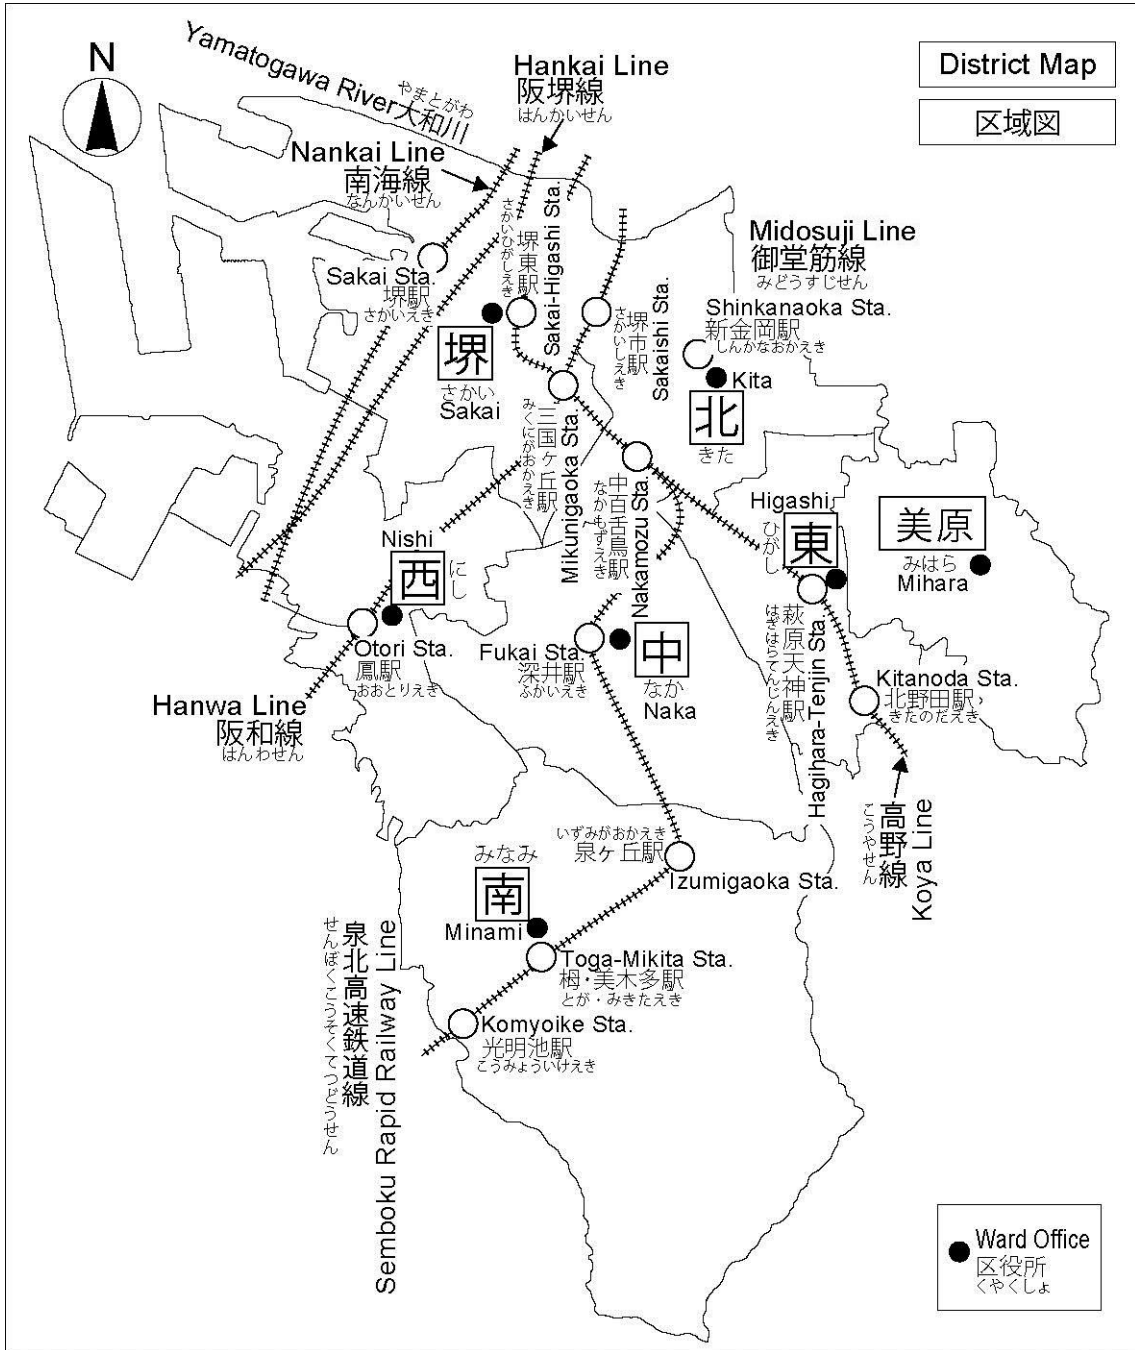 N
Yamatogawa River大和川
やまとがわ
Hankai Line
阪堺線
はんかいせん
District Map
区域図
Nankai Line
南海線
なんかいせん
Midosuji Line
御堂筋線
みどうすじせん
Sakai Sta.
堺駅
さかいえき
さかいひがしえき
堺東駅
Sakai-Higashi Sta.
さかいしえき
堺市駅
Sakaishi Sta.
Shinkanaoka Sta.
新金岡駅
しんかなおかえき
堺
さかい
Sakai
Kita
北
きた
みくにがおかえき
三国ヶ丘駅
Mikunigaoka Sta.
なかもずえき
中百舌鳥駅
Nakamozu Sta.
Higashi
ひがし
東
美原
みはら
Mihara
Nishi
西
にし
Otori Sta.
鳳駅
おおとりえき
Hanwa Line
阪和線
はんわせん
Fukai Sta.
深井駅
ふかいえき
中
なか
Naka
はぎはらてんじんえき
萩原天神駅
Hagihara-Tenjin Sta.
Kitanoda Sta.
北野田駅
きたのだえき
こうやせん
高野線
Koya Line
いずみがおかえき
泉ヶ丘駅
Izumigaoka Sta.
みなみ
南
Minami
Toga-Mikita Sta.
栂・美木多駅
とが・みきたえき
Komyoike Sta.
光明池駅
こうみょういけえき
せんぼくこうそくてつどうせん
泉北高速鉄道線
Semboku Rapid Railway Line
Ward Office
区役所
くやくしょ